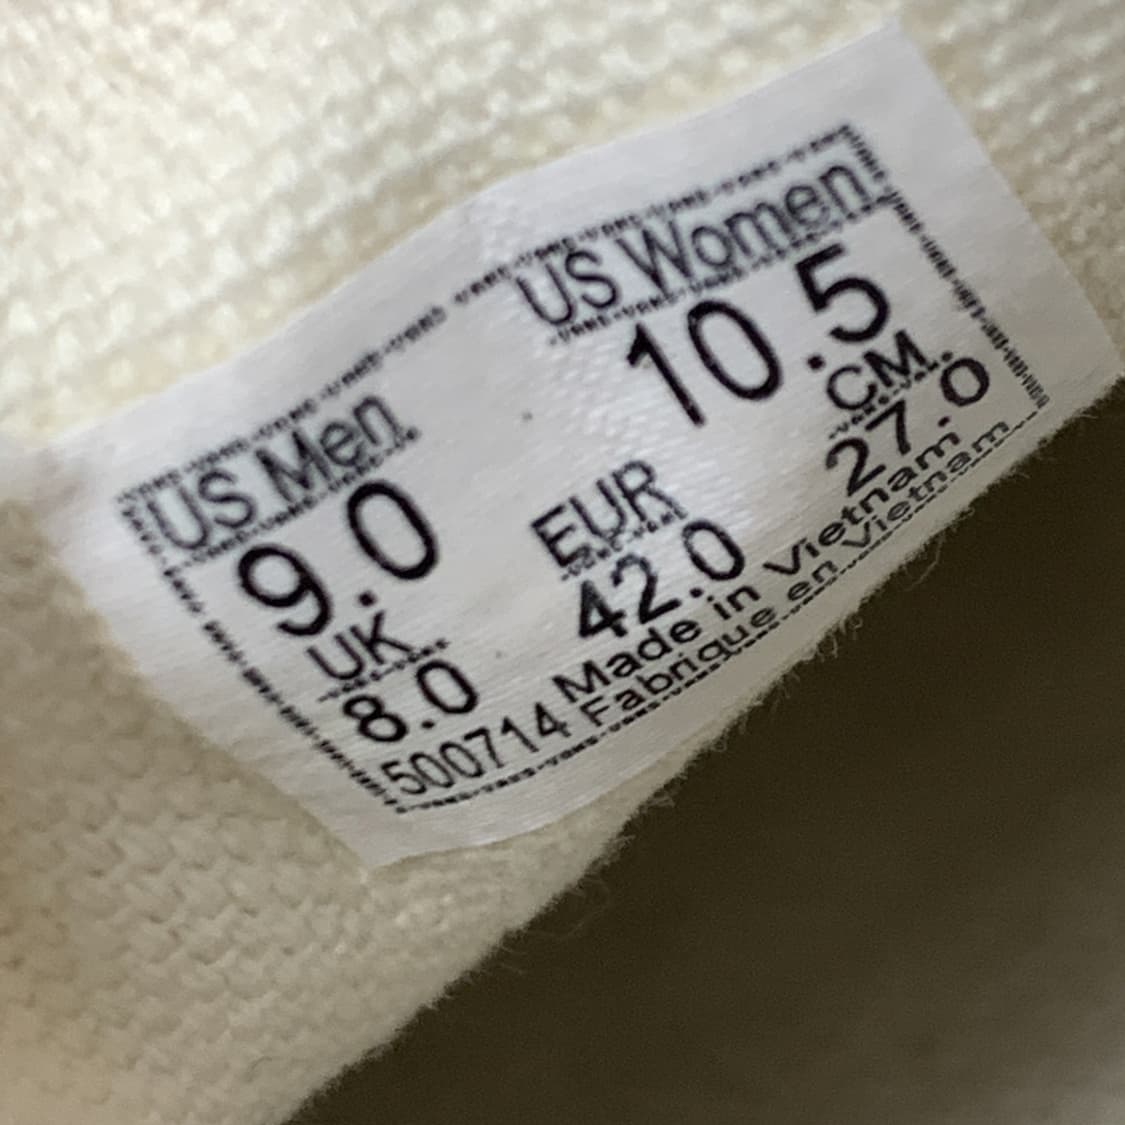 US Men
US Women
9.0
10.5
UK
EUR
CM
8.0
42.0
27.0
500714
Made in Vietnam
Fabrique en Vietnam